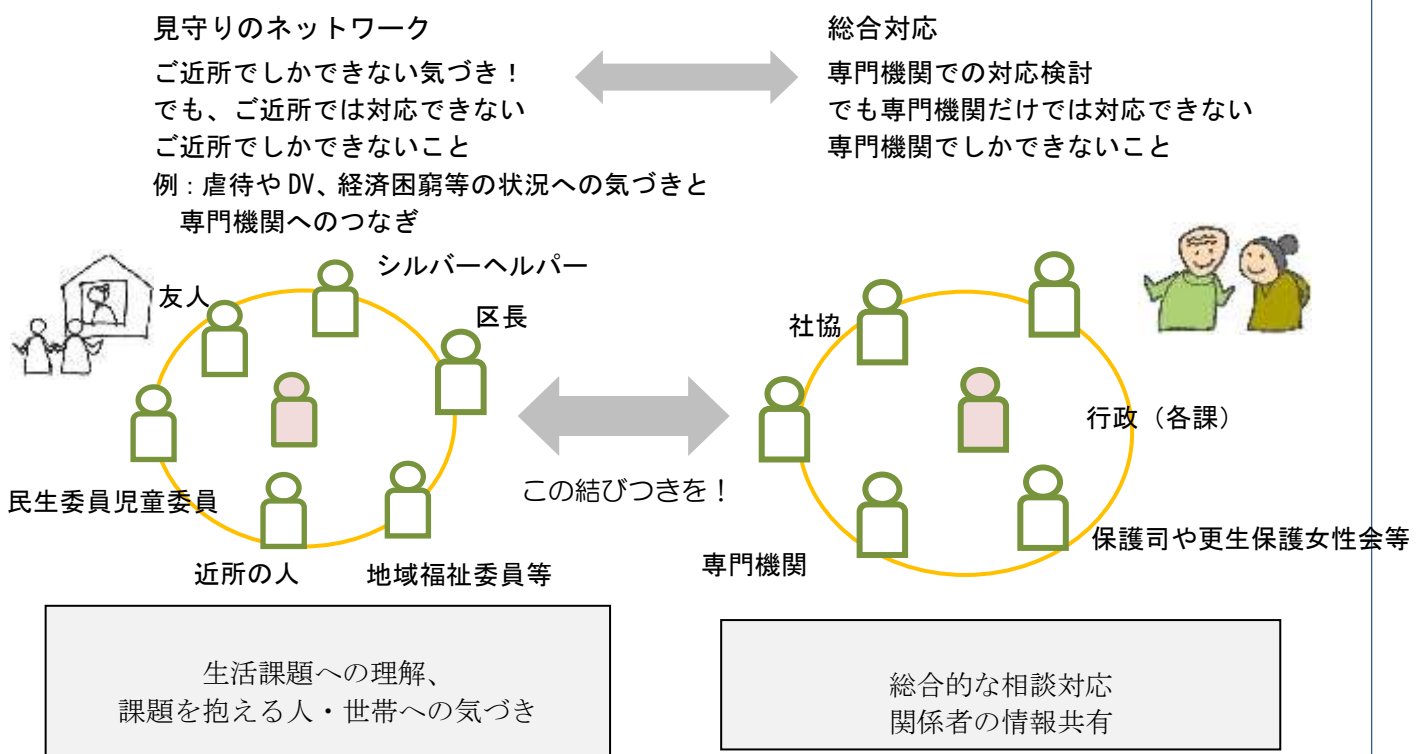 見守りのネットワーク
ご近所でしかできない気づき！
でも、ご近所では対応できない
ご近所でしかできないこと
例：虐待や DV、経済困窮等の状況への気づきと
専門機関へのつなぎ
総合対応
専門機関での対応検討
でも専門機関だけでは対応できない
専門機関でしかできないこと
シルバーヘルパー
友人
区長
民生委員児童委員
近所の人
地域福祉委員等
この結びつきを！
社協
行政（各課）
専門機関
保護司や更生保護女性会等
生活課題への理解、
課題を抱える人・世帯への気づき
総合的な相談対応
関係者の情報共有